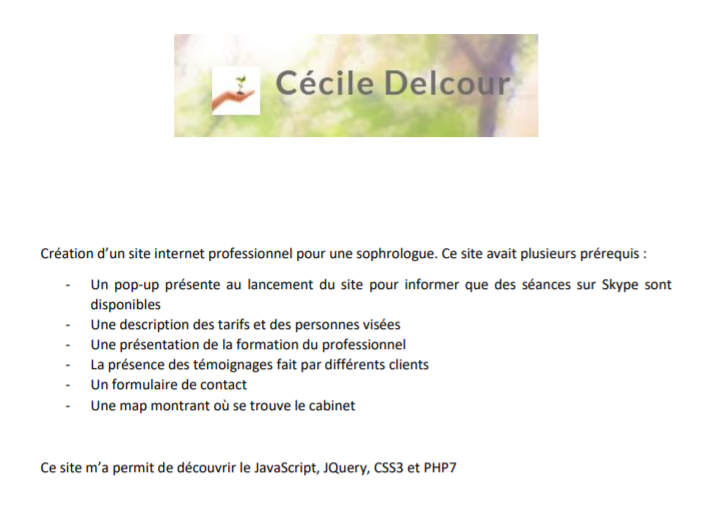 Cécile Delcour
Création d’un site internet professionnel pour une sophrologue. Ce site avait plusieurs prérequis :
- Un pop-up présente au lancement du site pour informer que des séances sur Skype sont
disponibles
- Une description des tarifs et des personnes visées
- Une présentation de la formation du professionnel
- La présence des témoignages fait par différents clients
- Un formulaire de contact
- Une map montrant où se trouve le cabinet
Ce site m’a permit de découvrir le JavaScript, JQuery, CSS3 et PHP7